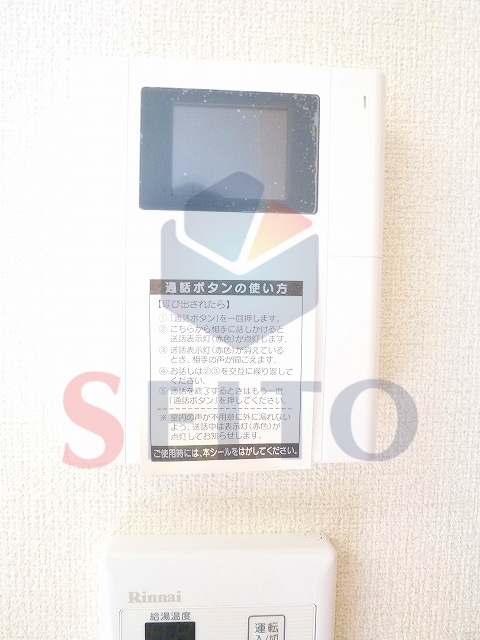 通話ボタンの使い方
【呼び出されたら】
①「通話ボタン」を一回押します。
②こちらから相手に話しかけると
送話表示灯(赤色)が点灯します。
③送話表示灯(赤色)が消えている
とき、相手の声が聞こえます。
④お話しは②③を交互に繰り返して
ください。
⑤通話を終了するときはもう一度
「通話ボタン」を押してください。
※室内の声が不用意に外に漏れない
よう、送話中は表示灯(赤色)が
点灯してお知らせします。
ご使用時には、本シールをはがしてください。
Rinnai
給湯温度
運転
入/切